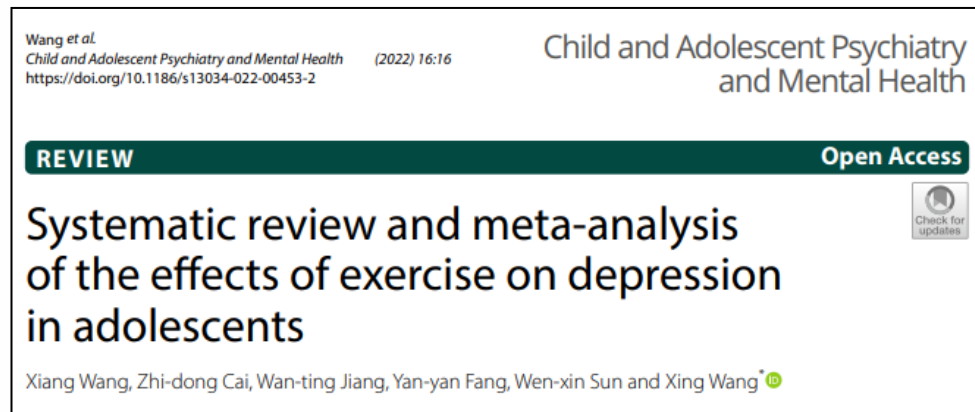 Wang et al.
Child and Adolescent Psychiatry and Mental Health (2022) 16:16
https://doi.org/10.1186/s13034-022-00453-2
Child and Adolescent Psychiatry
and Mental Health
REVIEW
Open Access
Check for
updates
Systematic review and meta-analysis
of the effects of exercise on depression
in adolescents
Xiang Wang, Zhi-dong Cai, Wan-ting Jiang, Yan-yan Fang, Wen-xin Sun and Xing Wang* iD